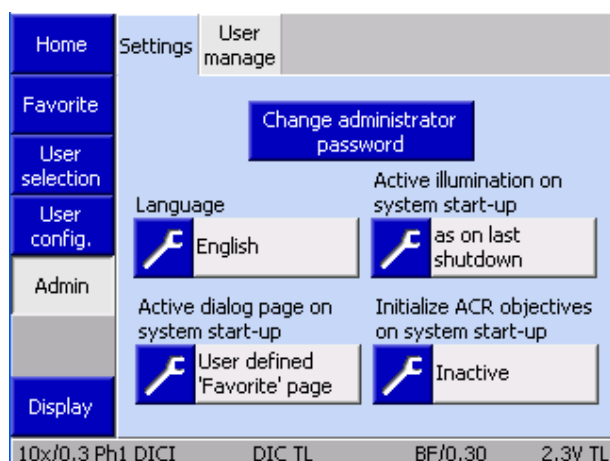 Home
Favorite
User
selection
User
config.
Admin
Display
Settings
User
manage
Change administrator
password
Language
English
Active illumination on
system start-up
as on last
shutdown
Active dialog page on
system start-up
User defined
'Favorite' page
Initialize ACR objectives
on system start-up
Inactive
10x/0.3 Ph1 DICI DIC TL BF/0.30 2.3V TL